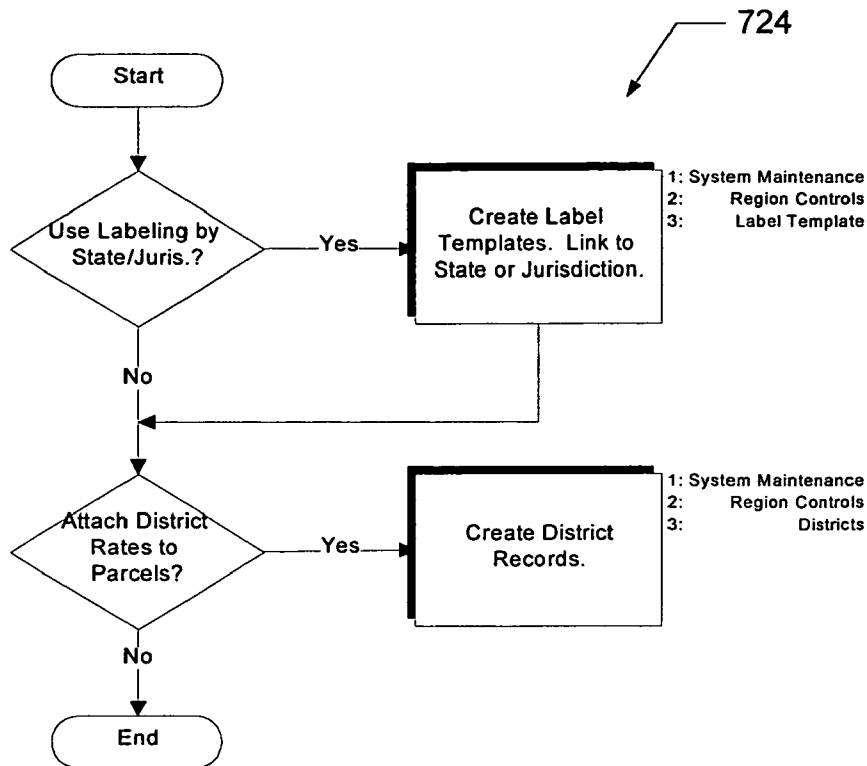 724
Start
Use Labeling by
State/Juris.?
Yes
Create Label
Templates. Link to
State or Jurisdiction.
1: System Maintenance
2: Region Controls
3: Label Template
No
Attach District
Rates to
Parcels?
Yes
Create District
Records.
1: System Maintenance
2: Region Controls
3: Districts
No
End